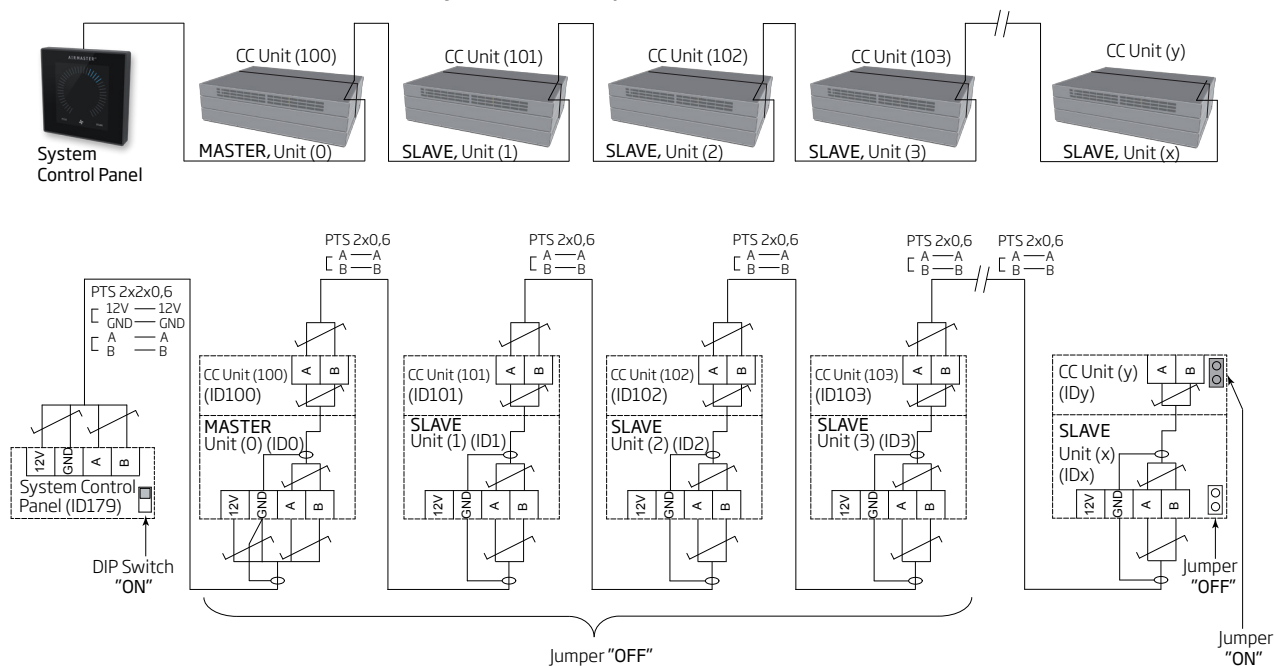 CC Unit (100)
CC Unit (101)
CC Unit (102)
CC Unit (103)
CC Unit (y)
AIRMASTER
System
Control Panel
MASTER, Unit (0)
SLAVE, Unit (1)
SLAVE, Unit (2)
SLAVE, Unit (3)
SLAVE, Unit (x)
PTS 2x0,6
A A
B B
PTS 2x0,6
A A
B B
PTS 2x0,6
A A
B B
PTS 2x0,6
A A
B B
PTS 2x0,6
A A
B B
PTS 2x2x0,6
12V 12V
GND GND
A A
B B
12V GND A B
System Control
Panel (ID179)
DIP Switch
"ON"
CC Unit (100)
(ID100)
A B
MASTER
Unit (0) (ID0)
12V GND A B
CC Unit (101)
(ID101)
A B
SLAVE
Unit (1) (ID1)
12V GND A B
CC Unit (102)
(ID102)
A B
SLAVE
Unit (2) (ID2)
12V GND A B
CC Unit (103)
(ID103)
A B
SLAVE
Unit (3) (ID3)
12V GND A B
CC Unit (y)
(IDy)
A B
SLAVE
Unit (x)
(IDx)
12V GND A B
Jumper
"OFF"
Jumper
"ON"
Jumper "OFF"